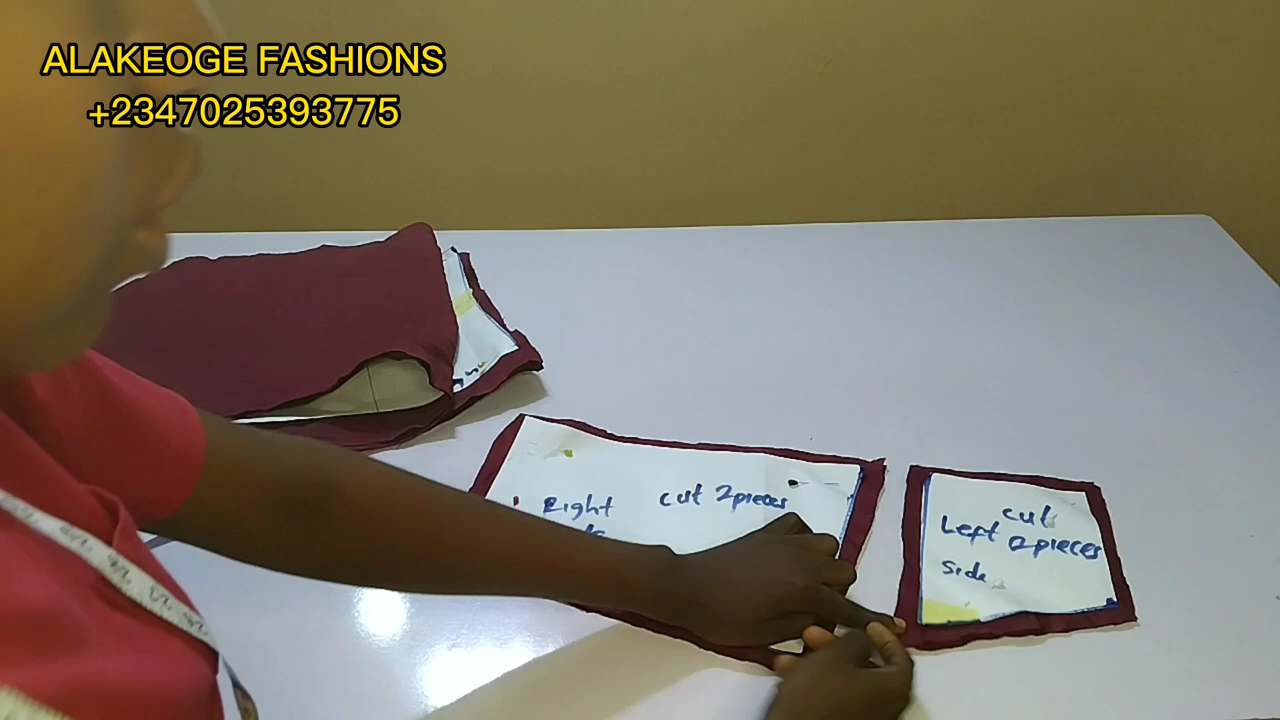 ALAKEOGE FASHIONS
+2347025393775
Right cut 2pieces
cut
Left 2pieces
Side